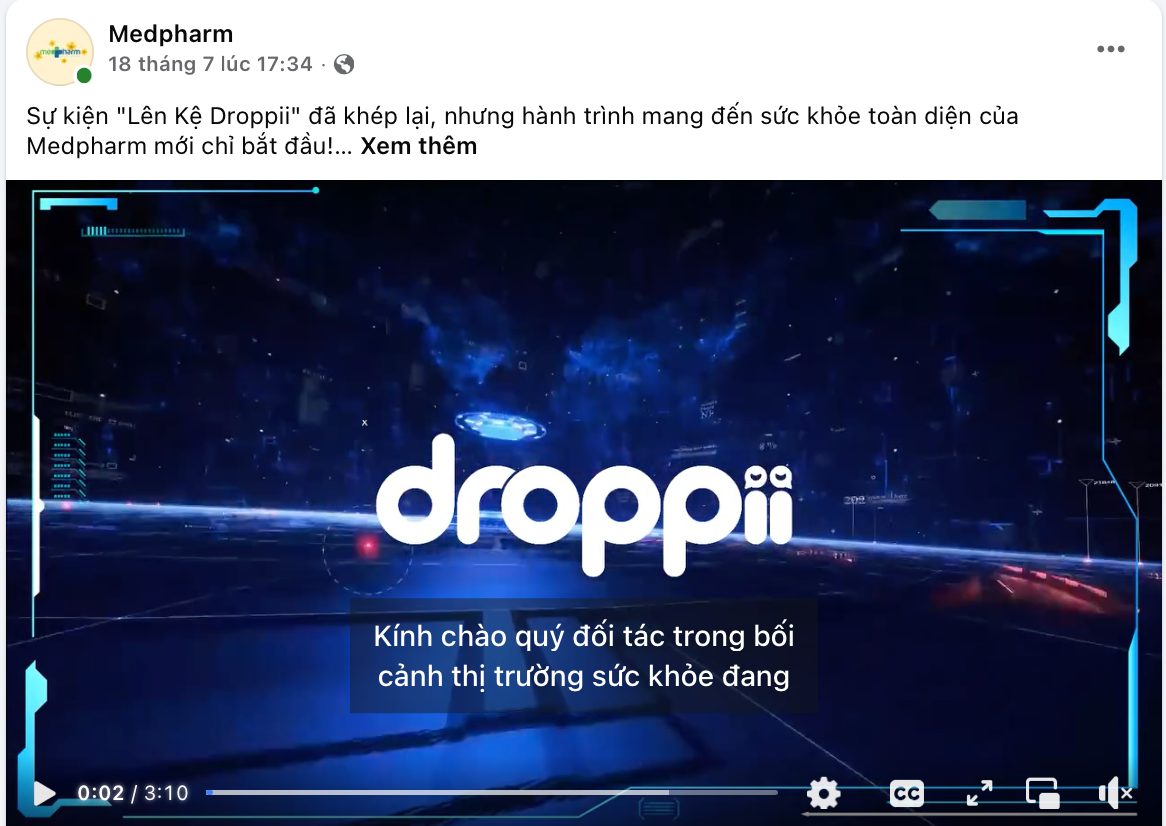 Medpharm
18 tháng 7 lúc 17:34 ·
Sự kiện "Lên Kệ Droppii" đã khép lại, nhưng hành trình mang đến sức khỏe toàn diện của
Medpharm mới chỉ bắt đầu!... Xem thêm
droppii
Kính chào quý đối tác trong bối
cảnh thị trường sức khỏe đang
0:02 / 3:10
CC